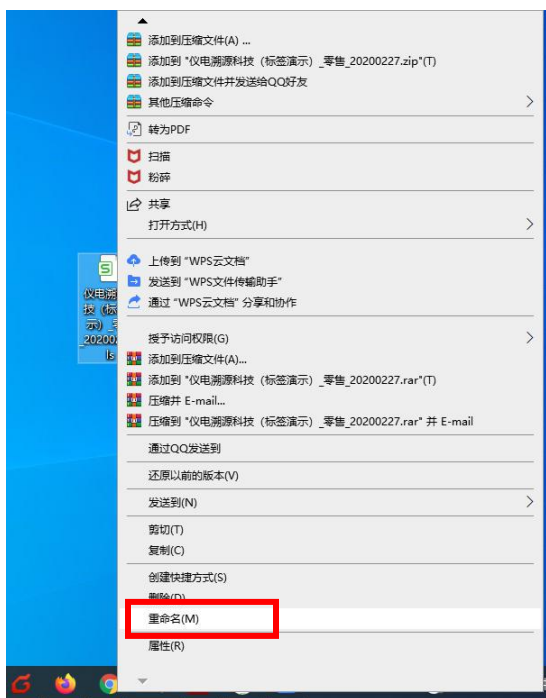 添加到压缩文件(A) ...
添加到 "仪电溯源科技（标签演示）_零售_20200227.zip"(T)
添加到压缩文件并发送给QQ好友
其他压缩命令
转为PDF
扫描
粉碎
共享
打开方式(H)
上传到 "WPS云文档"
发送到 "WPS文件传输助手"
通过 "WPS云文档" 分享和协作
授予访问权限(G)
添加到压缩文件(A)...
添加到 "仪电溯源科技（标签演示）_零售_20200227.rar"(T)
压缩并 E-mail...
压缩到 "仪电溯源科技（标签演示）_零售_20200227.rar" 并 E-mail
通过QQ发送到
还原以前的版本(V)
发送到(N)
剪切(T)
复制(C)
创建快捷方式(S)
删除(D)
重命名(M)
属性(R)
仪电溯
技（标
示）_零
_20200
ls